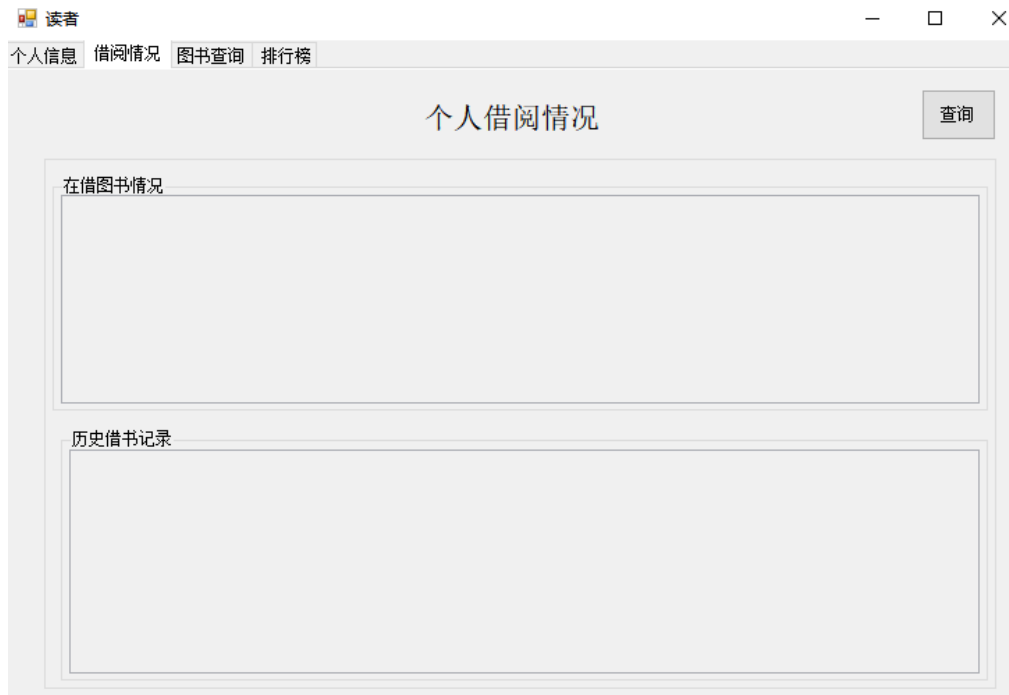 读者
个人信息 借阅情况 图书查询 排行榜
个人借阅情况 查询
在借图书情况
历史借书记录